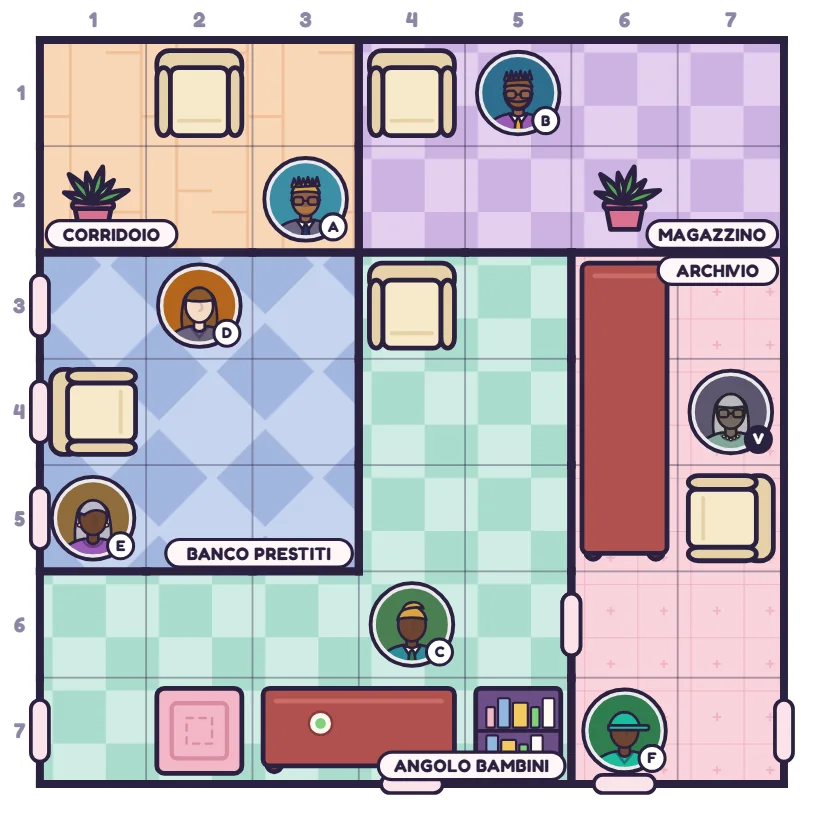 1 2 3 4 5 6 7
1
B
2
A
CORRIDOIO
MAGAZZINO
ARCHIVIO
3
D
4
V
5
E
BANCO PRESTITI
6
C
7
F
ANGOLO BAMBINI